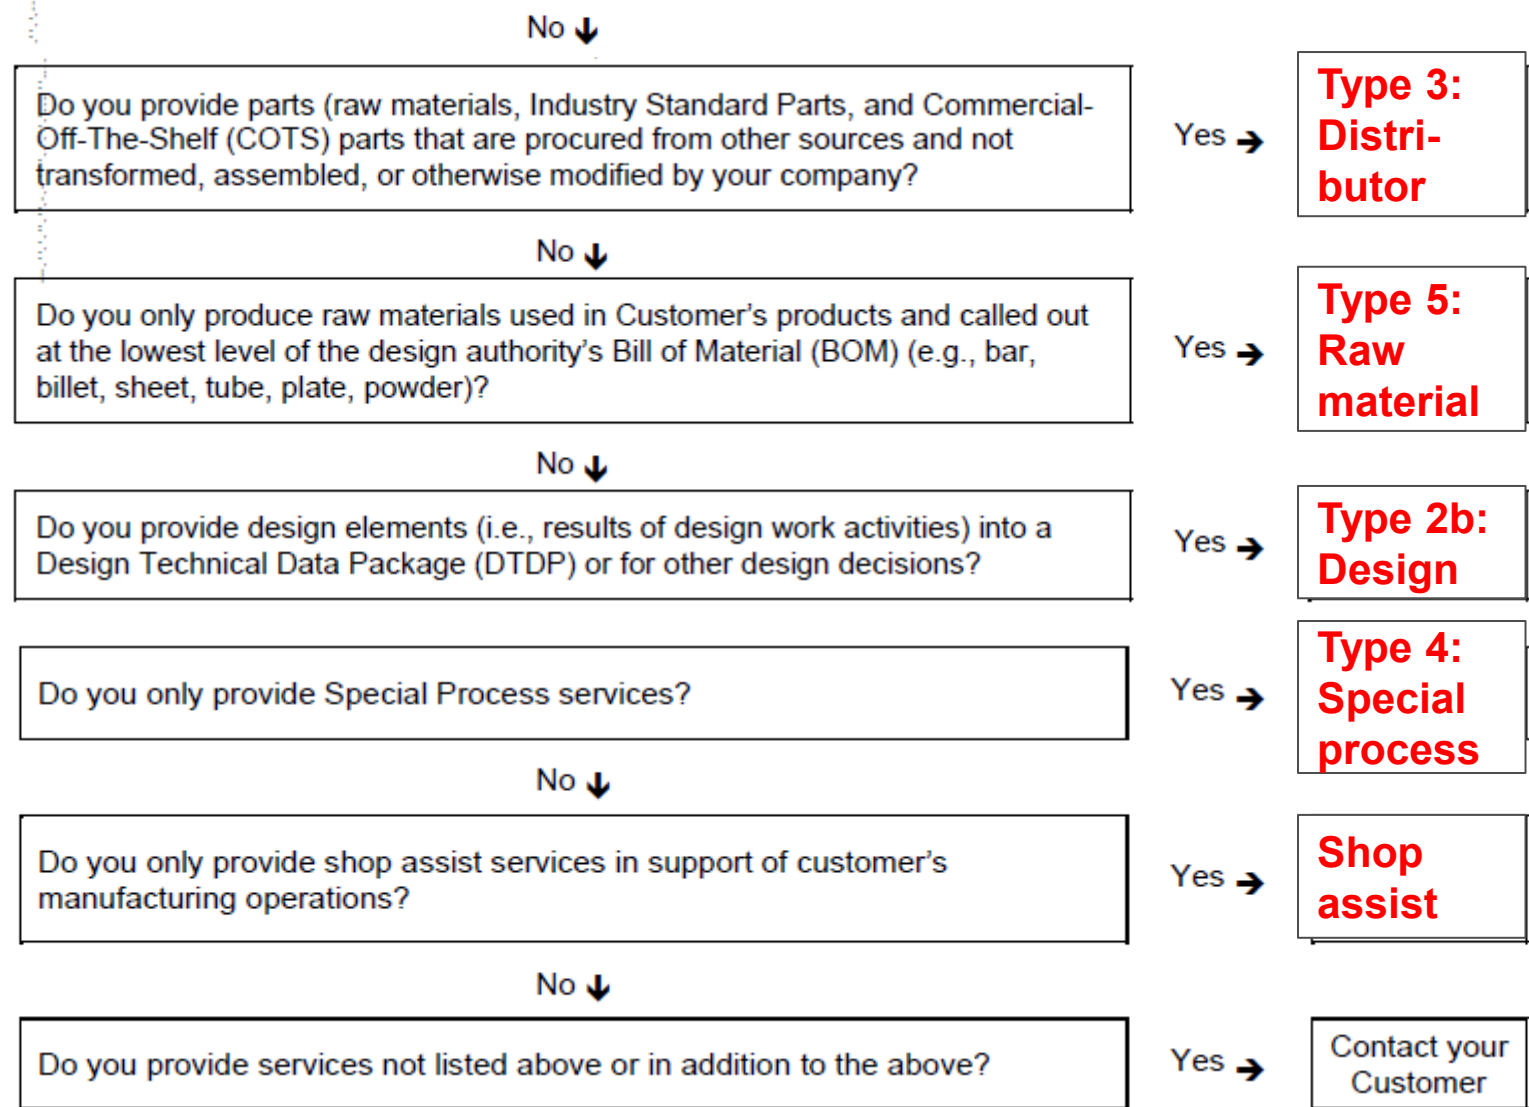 No ↓
Do you provide parts (raw materials, Industry Standard Parts, and Commercial-
Off-The-Shelf (COTS) parts that are procured from other sources and not
transformed, assembled, or otherwise modified by your company?
Yes →
Type 3:
Distri-
butor
No ↓
Do you only produce raw materials used in Customer's products and called out
at the lowest level of the design authority's Bill of Material (BOM) (e.g., bar,
billet, sheet, tube, plate, powder)?
Yes →
Type 5:
Raw
material
No ↓
Do you provide design elements (i.e., results of design work activities) into a
Design Technical Data Package (DTDP) or for other design decisions?
Yes →
Type 2b:
Design
Do you only provide Special Process services?
Yes →
Type 4:
Special
process
No ↓
Do you only provide shop assist services in support of customer's
manufacturing operations?
Yes →
Shop
assist
No ↓
Do you provide services not listed above or in addition to the above?
Yes →
Contact your
Customer